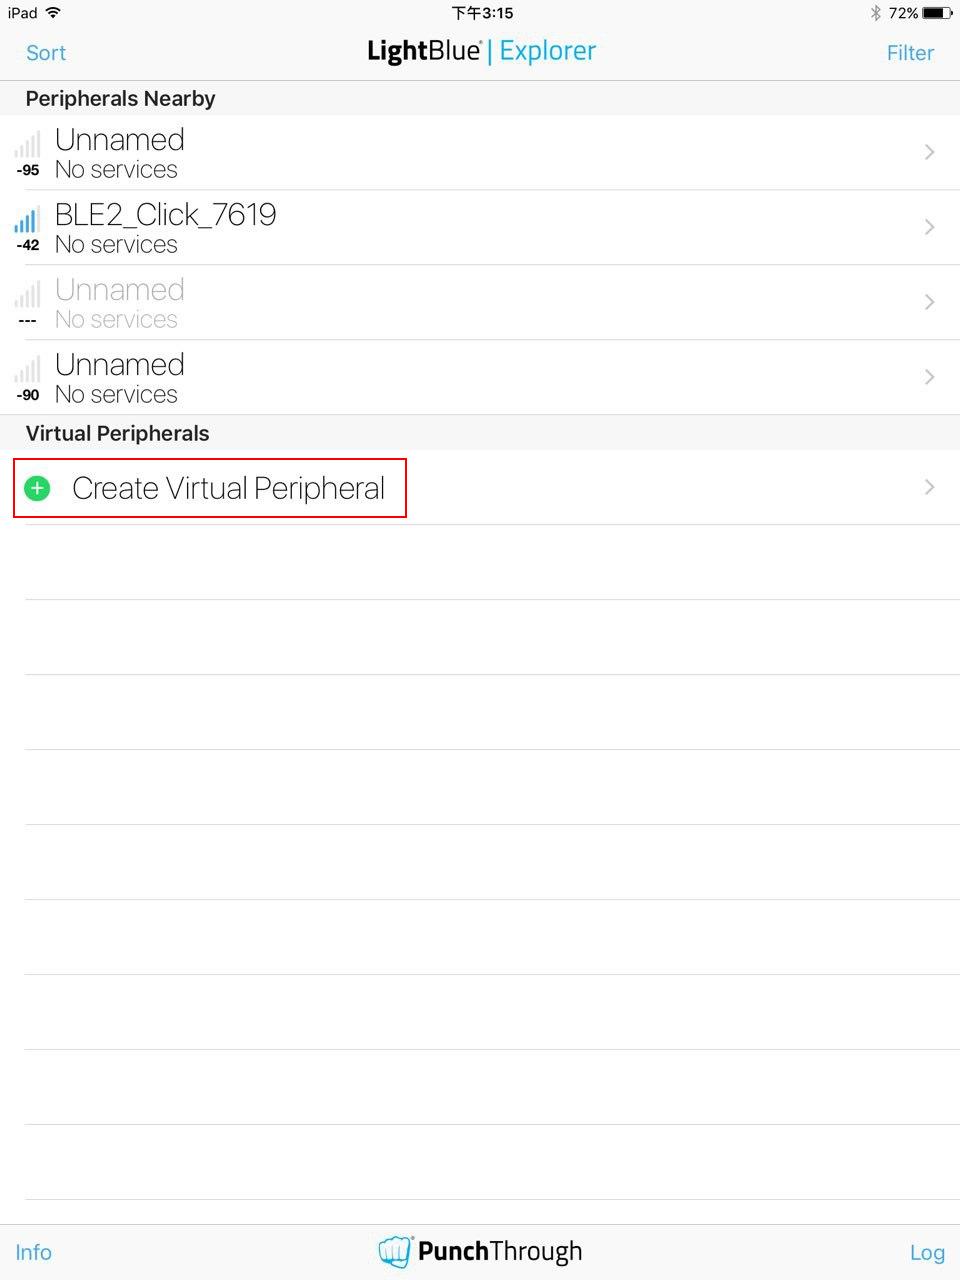 iPad 下午3:15 72%
Sort LightBlue® | Explorer Filter
Peripherals Nearby
Unnamed
-95 No services
BLE2_Click_7619
-42 No services
Unnamed
--- No services
Unnamed
-90 No services
Virtual Peripherals
+ Create Virtual Peripheral
Info PunchThrough Log